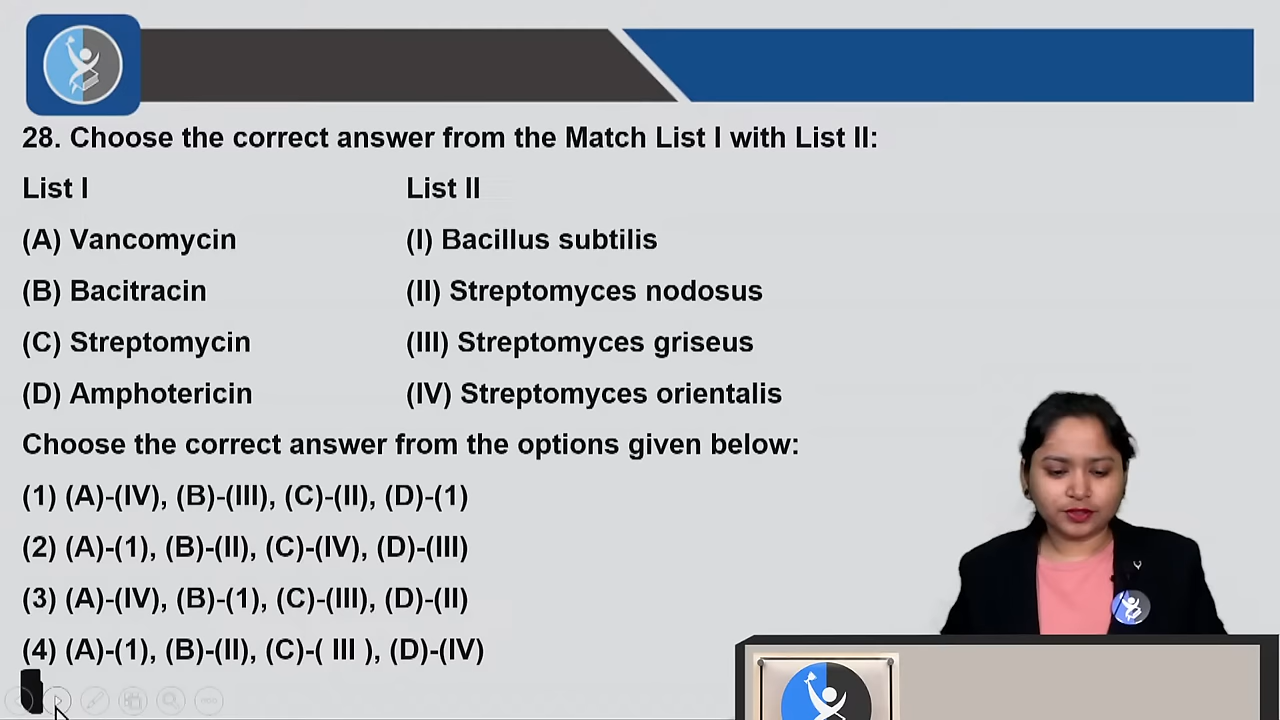 28. Choose the correct answer from the Match List I with List II:
List I List II
(A) Vancomycin (I) Bacillus subtilis
(B) Bacitracin (II) Streptomyces nodosus
(C) Streptomycin (III) Streptomyces griseus
(D) Amphotericin (IV) Streptomyces orientalis
Choose the correct answer from the options given below:
(1) (A)-(IV), (B)-(III), (C)-(II), (D)-(1)
(2) (A)-(1), (B)-(II), (C)-(IV), (D)-(III)
(3) (A)-(IV), (B)-(1), (C)-(III), (D)-(II)
(4) (A)-(1), (B)-(II), (C)-( III ), (D)-(IV)